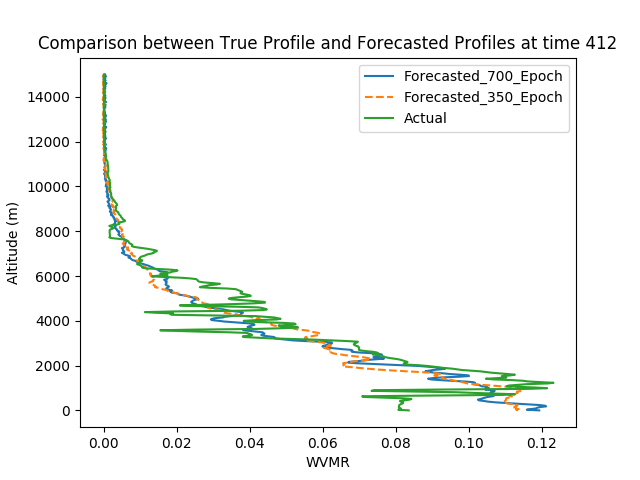 Comparison between True Profile and Forecasted Profiles at time 412
Forecasted_700_Epoch
Forecasted_350_Epoch
Actual
Altitude (m)
14000
12000
10000
8000
6000
4000
2000
0
0.00 0.02 0.04 0.06 0.08 0.10 0.12
WVMR